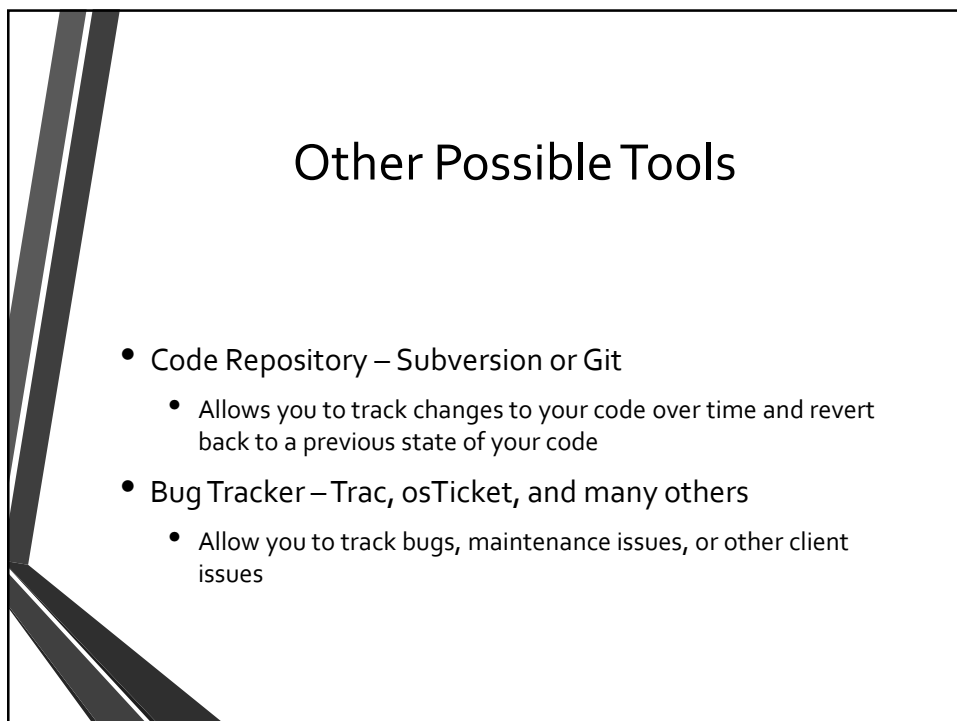 Other Possible Tools
• Code Repository – Subversion or Git
• Allows you to track changes to your code over time and revert
back to a previous state of your code
• Bug Tracker – Trac, osTicket, and many others
• Allow you to track bugs, maintenance issues, or other client
issues